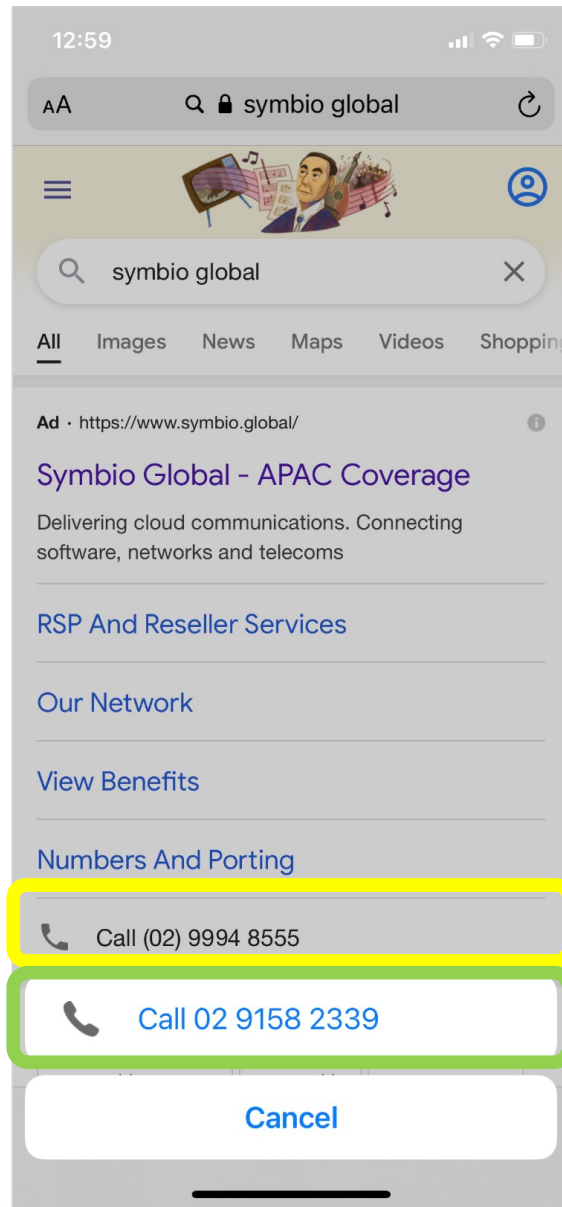 12:59
AA symbio global
symbio global
All Images News Maps Videos Shopping
Ad · https://www.symbio.global/
Symbio Global - APAC Coverage
Delivering cloud communications. Connecting
software, networks and telecoms
RSP And Reseller Services
Our Network
View Benefits
Numbers And Porting
Call (02) 9994 8555
Call 02 9158 2339
Cancel